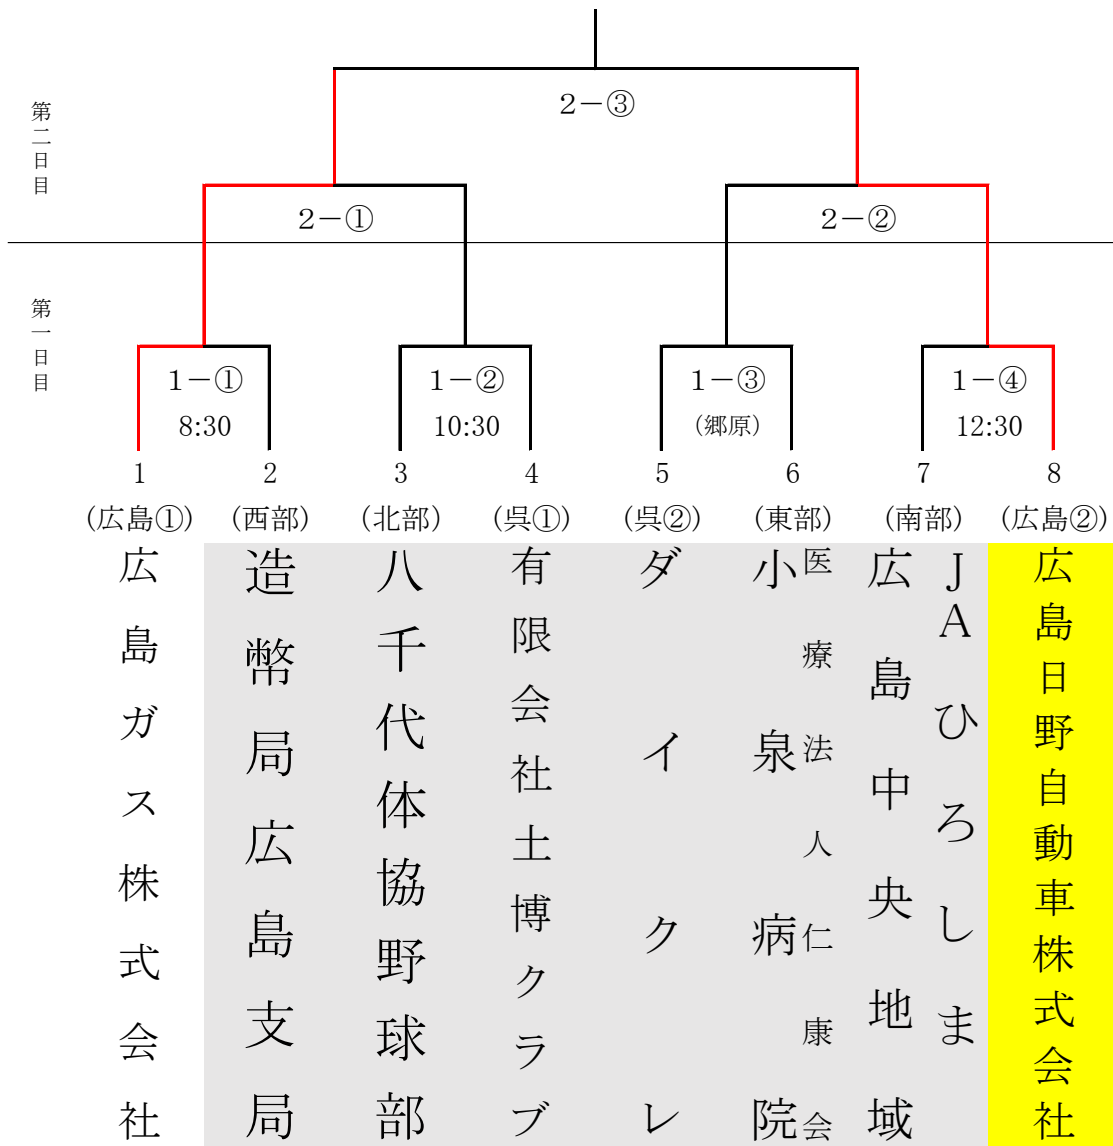 第二日目
2-③
2-①
2-②
第一日目
1-①
1-②
1-③
1-④
8:30
10:30
(郷原)
12:30
1
2
3
4
5
6
7
8
(広島①)
(西部)
(北部)
(呉①)
(呉②)
(東部)
(南部)
(広島②)
広島ガス株式会社
造幣局広島支局
八千代体協野球部
有限会社土博クラブ
ダイクレ
医療法人仁康会
小泉病院
JAひろしま
広島中央地域
広島日野自動車株式会社